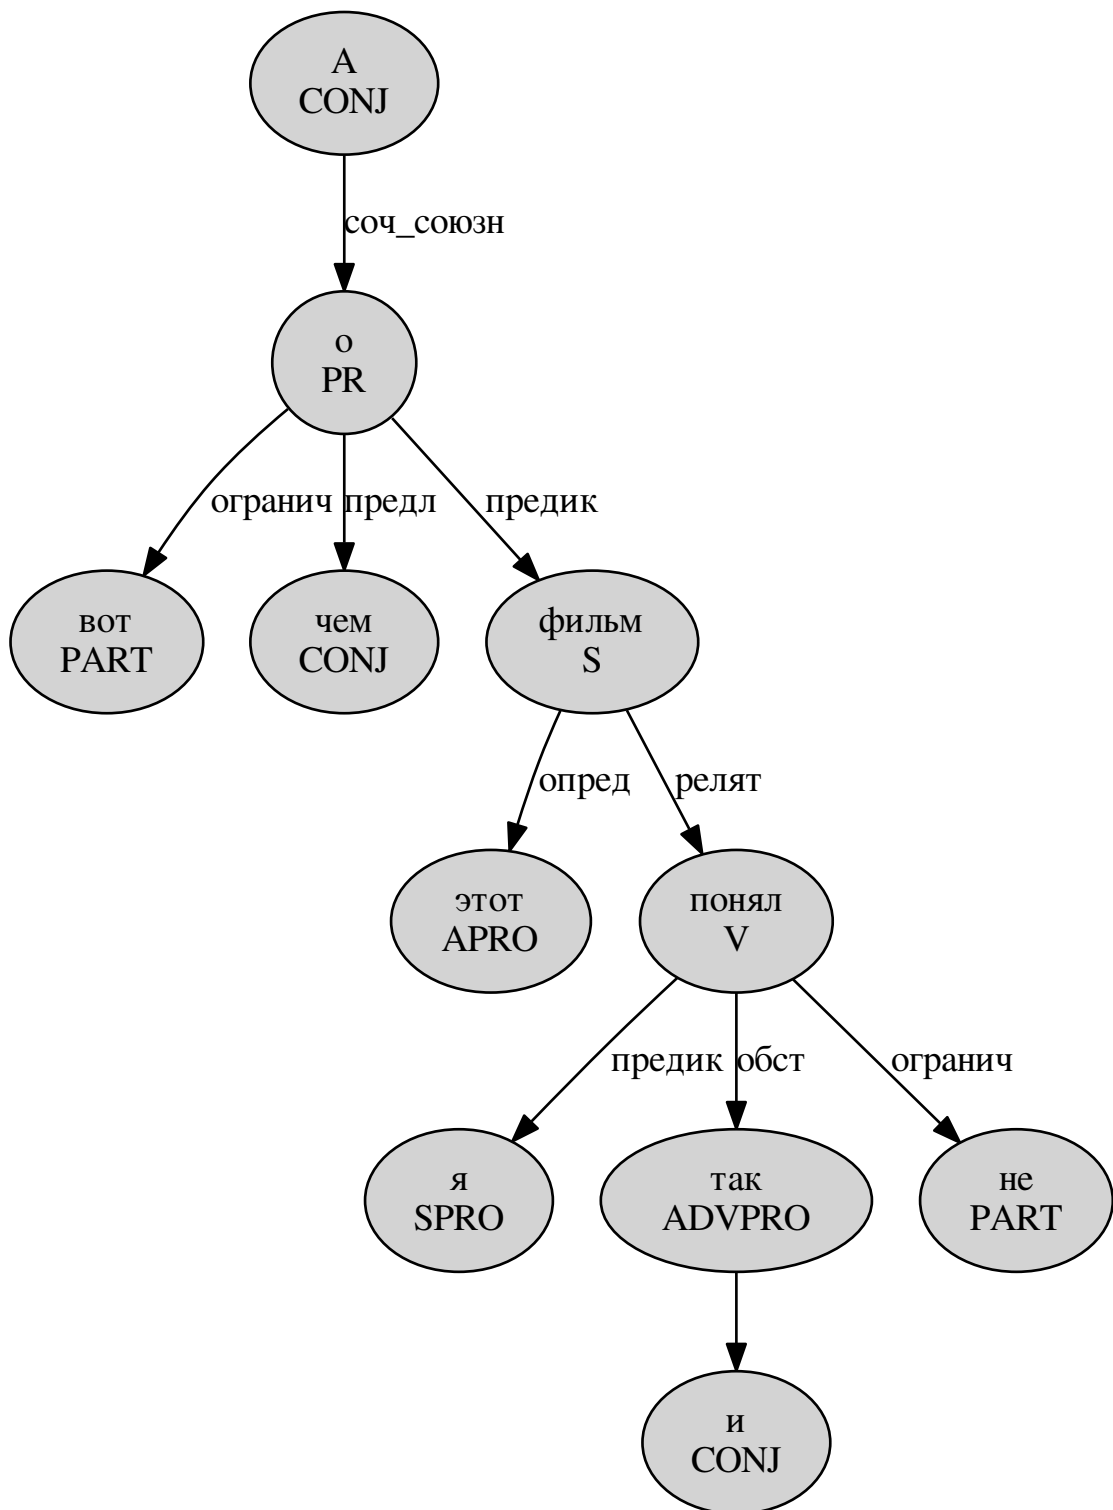 А
CONJ
соч_союзн
о
PR
огранич
предл
предик
вот
PART
чем
CONJ
фильм
S
опред
релят
этот
APRO
понял
V
предик
обст
огранич
я
SPRO
так
ADVPRO
не
PART
и
CONJ